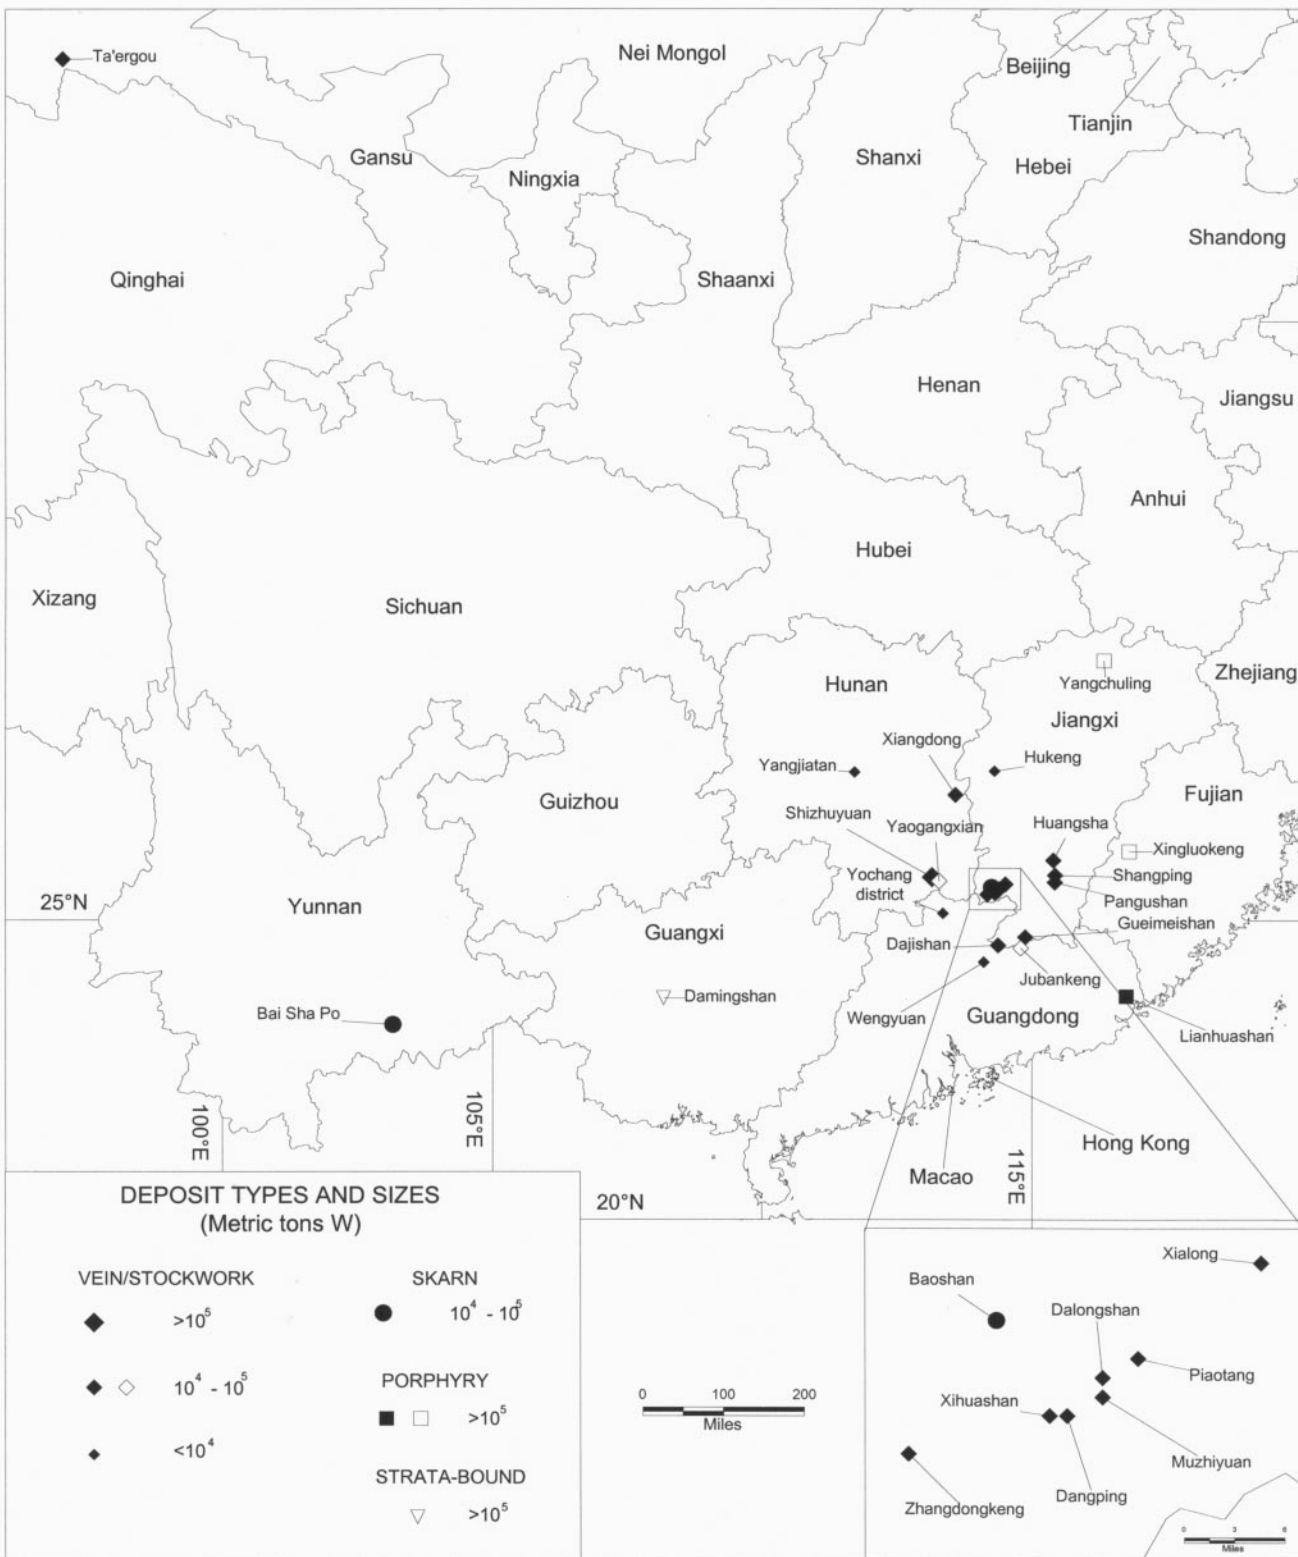 Ta'ergou
Nei Mongol
Beijing
Tianjin
Gansu
Ningxia
Shanxi
Hebei
Shandong
Qinghai
Shaanxi
Henan
Jiangsu
Anhui
Hubei
Xizang
Sichuan
Hunan
Yangchuling
Zhejiang
Jiangxi
Xiangdong
Yangjiatan
Hukeng
Guizhou
Fujian
Shizhuyuan
Yaogangxian
Huangsha
Xingluokeng
Yochang
district
Shangping
Pangushan
25°N
Yunnan
Guangxi
Gueimeishan
Dajishan
Jubankeng
Damingshan
Bai Sha Po
Wengyuan
Guangdong
Lianhuashan
100°E
105°E
115°E
Hong Kong
Macao
20°N
DEPOSIT TYPES AND SIZES
(Metric tons W)
VEIN/STOCKWORK
>10⁵
10⁴ - 10⁵
<10⁴
SKARN
10⁴ - 10⁵
PORPHYRY
>10⁵
STRATA-BOUND
>10⁵
0 100 200
Miles
Xialong
Baoshan
Dalongshan
Piaotang
Xihuashan
Muzhiyuan
Dangping
Zhangdongkeng
0 3 6
Miles